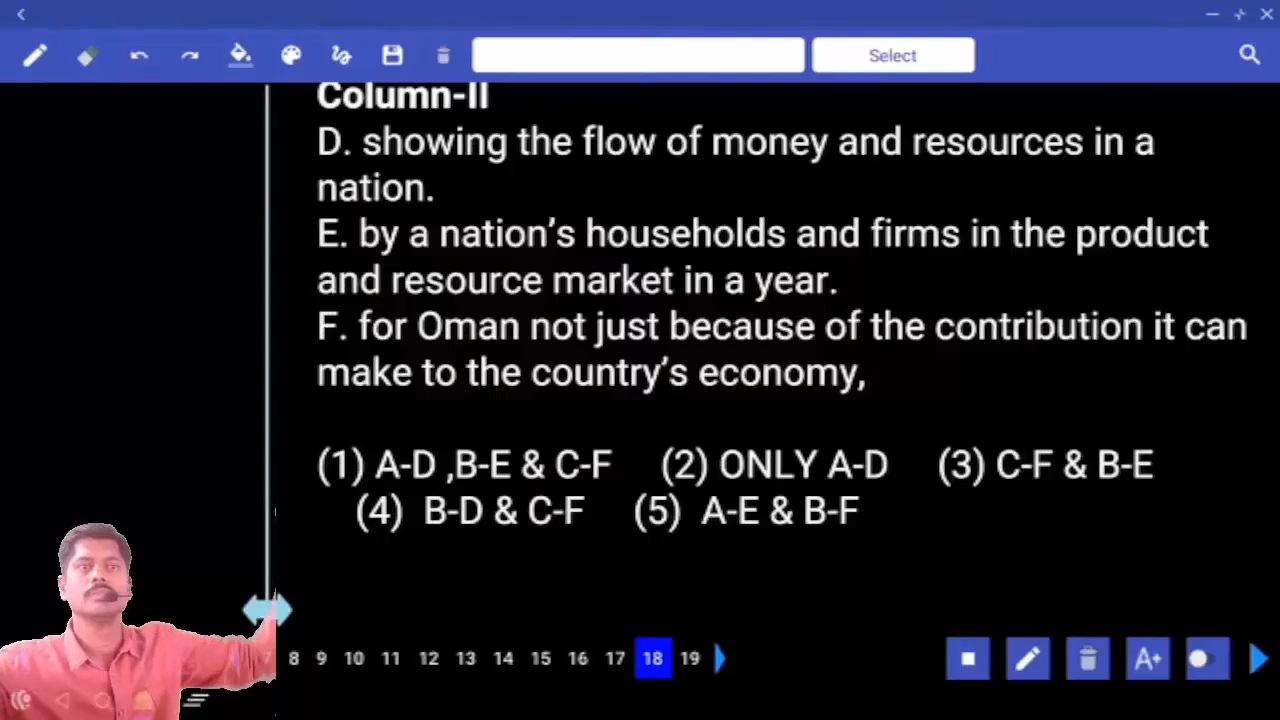 Select
Column-II
D. showing the flow of money and resources in a
nation.
E. by a nation's households and firms in the product
and resource market in a year.
F. for Oman not just because of the contribution it can
make to the country's economy,
(1) A-D ,B-E & C-F (2) ONLY A-D (3) C-F & B-E
(4) B-D & C-F (5) A-E & B-F
8 9 10 11 12 13 14 15 16 17 18 19
A+